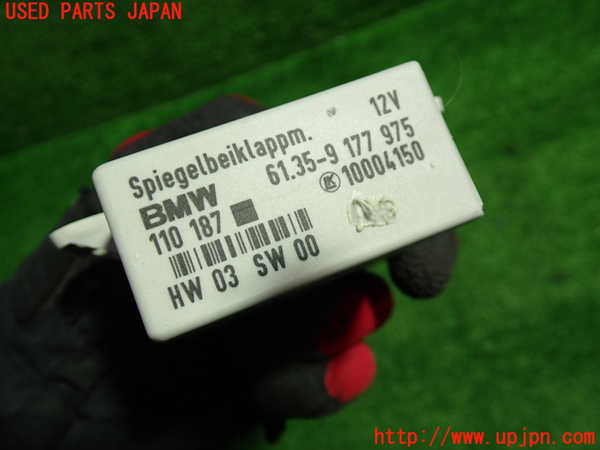 USED PARTS JAPAN
Spiegelbeiklappm. 12V
BMW 61.35-9 177 975
110 187 10004150
HW 03 SW 00
http://www.upjpn.com/